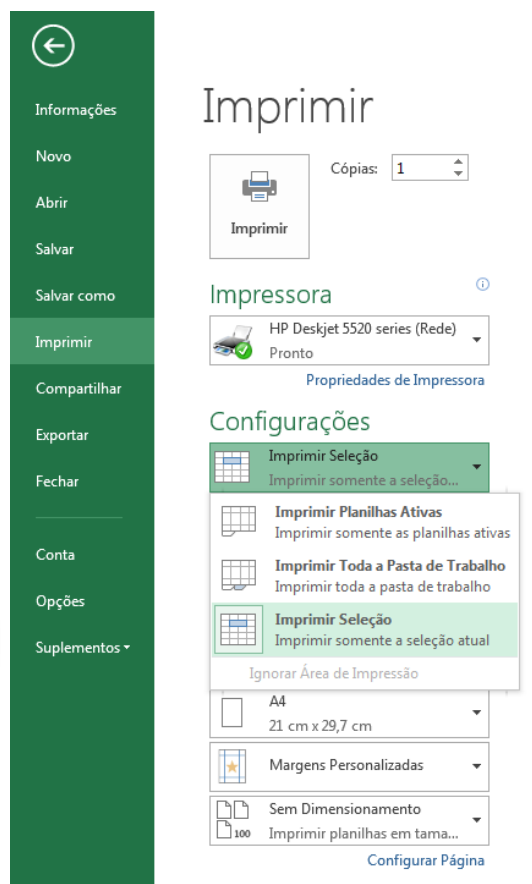 Informações
Novo
Abrir
Salvar
Salvar como
Imprimir
Compartilhar
Exportar
Fechar
Conta
Opções
Suplementos
Imprimir
Imprimir
Cópias: 1
Impressora
HP Deskjet 5520 series (Rede)
Pronto
Propriedades de Impressora
Configurações
Imprimir Seleção
Imprimir somente a seleção...
Imprimir Planilhas Ativas
Imprimir somente as planilhas ativas
Imprimir Toda a Pasta de Trabalho
Imprimir toda a pasta de trabalho
Imprimir Seleção
Imprimir somente a seleção atual
Ignorar Área de Impressão
A4
21 cm x 29,7 cm
Margens Personalizadas
Sem Dimensionamento
100
Imprimir planilhas em tama...
Configurar Página